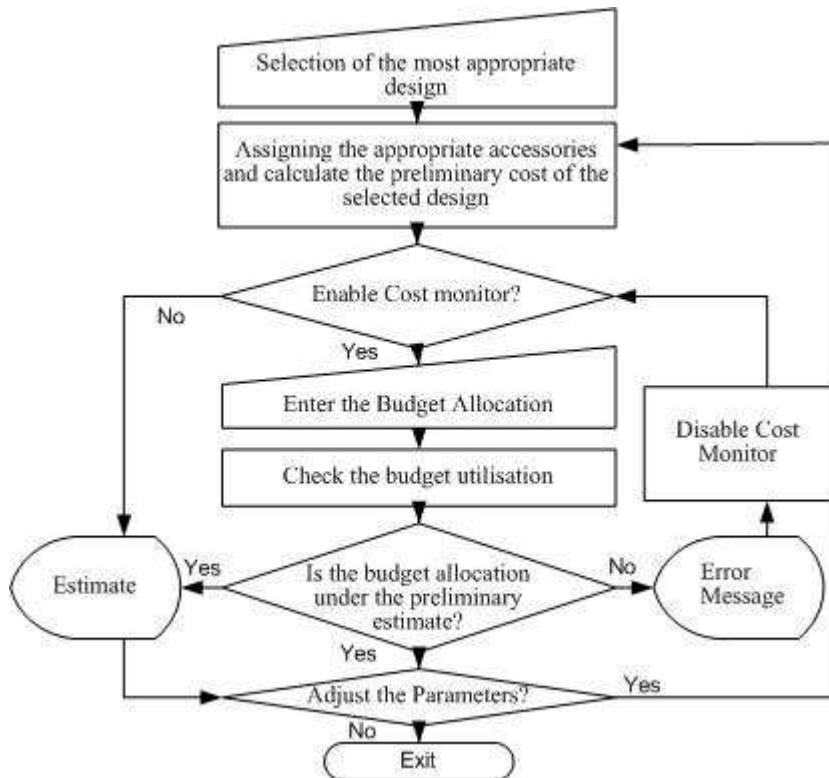 Selection of the most appropriate
design
Assigning the appropriate accessories
and calculate the preliminary cost of the
selected design
Enable Cost monitor?
No
Yes
Enter the Budget Allocation
Disable Cost
Monitor
Check the budget utilisation
Estimate
Yes
Is the budget allocation
under the preliminary
estimate?
No
Error
Message
Yes
Adjust the Parameters?
Yes
No
Exit